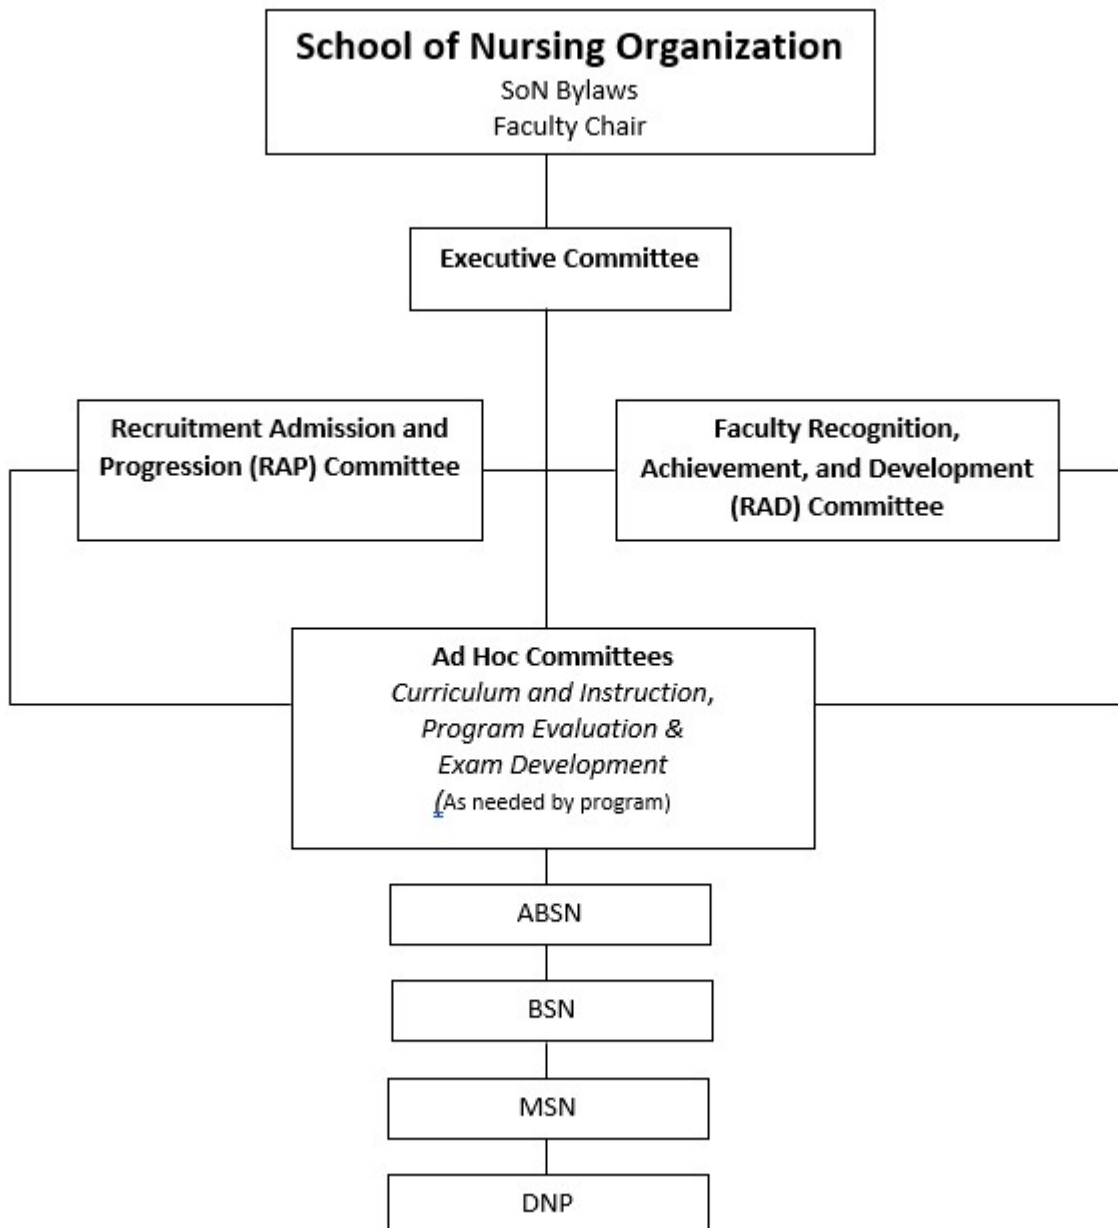 School of Nursing Organization
SoN Bylaws
Faculty Chair
Executive Committee
Recruitment Admission and
Progression (RAP) Committee
Faculty Recognition,
Achievement, and Development
(RAD) Committee
Ad Hoc Committees
Curriculum and Instruction,
Program Evaluation &
Exam Development
(As needed by program)
ABSN
BSN
MSN
DNP